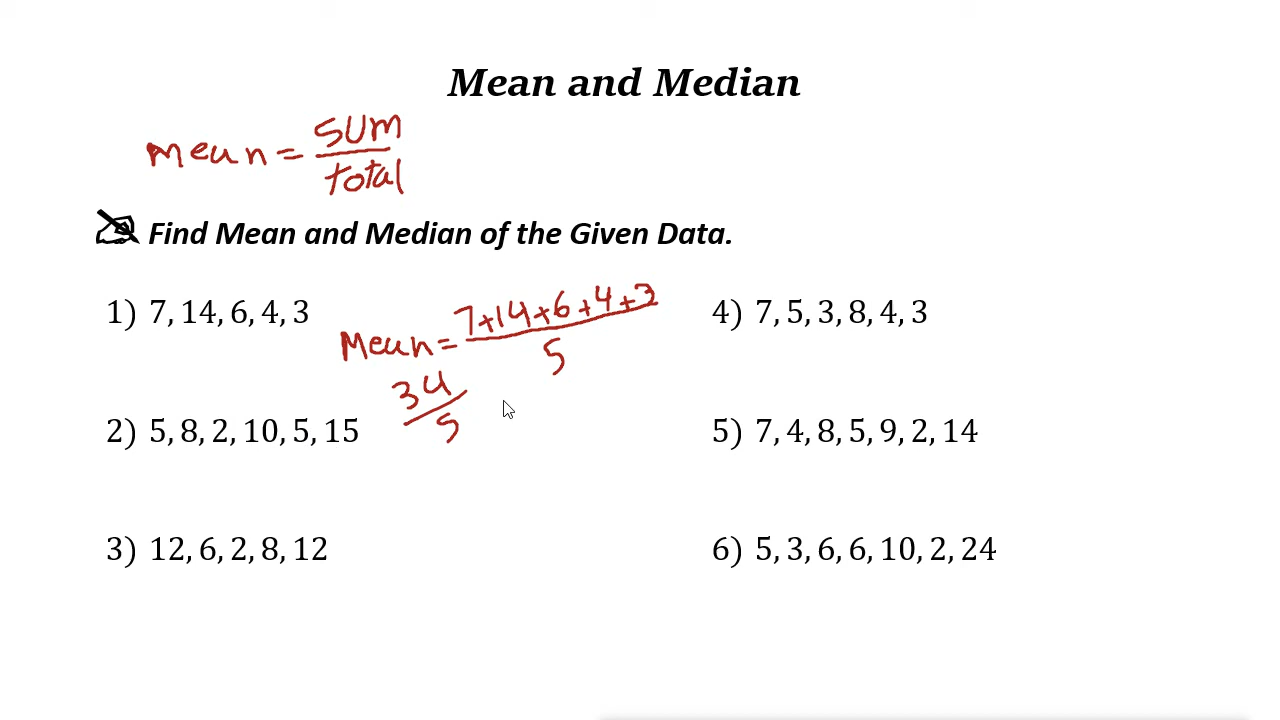 Mean and Median
Mean = SUM
total
Find Mean and Median of the Given Data.
1) 7, 14, 6, 4, 3
Mean = 7+14+6+4+3
5
34
5
2) 5, 8, 2, 10, 5, 15
3) 12, 6, 2, 8, 12
4) 7, 5, 3, 8, 4, 3
5) 7, 4, 8, 5, 9, 2, 14
6) 5, 3, 6, 6, 10, 2, 24